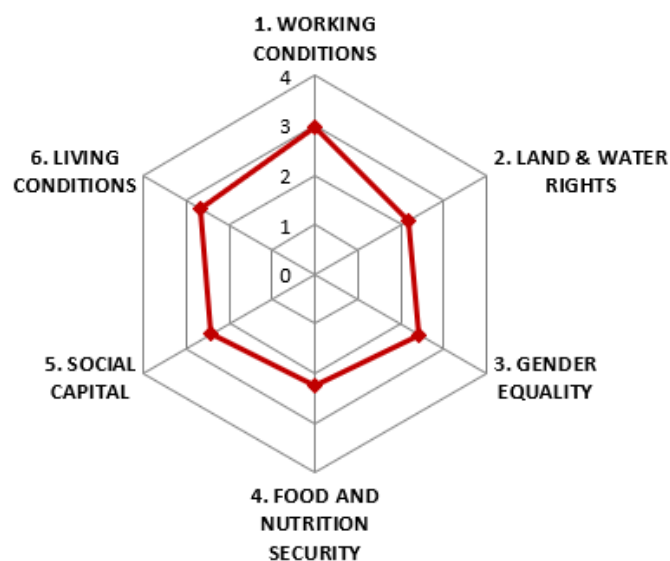 1. WORKING
CONDITIONS
4
3
2
1
0
2. LAND & WATER
RIGHTS
3. GENDER
EQUALITY
4. FOOD AND
NUTRITION
SECURITY
5. SOCIAL
CAPITAL
6. LIVING
CONDITIONS